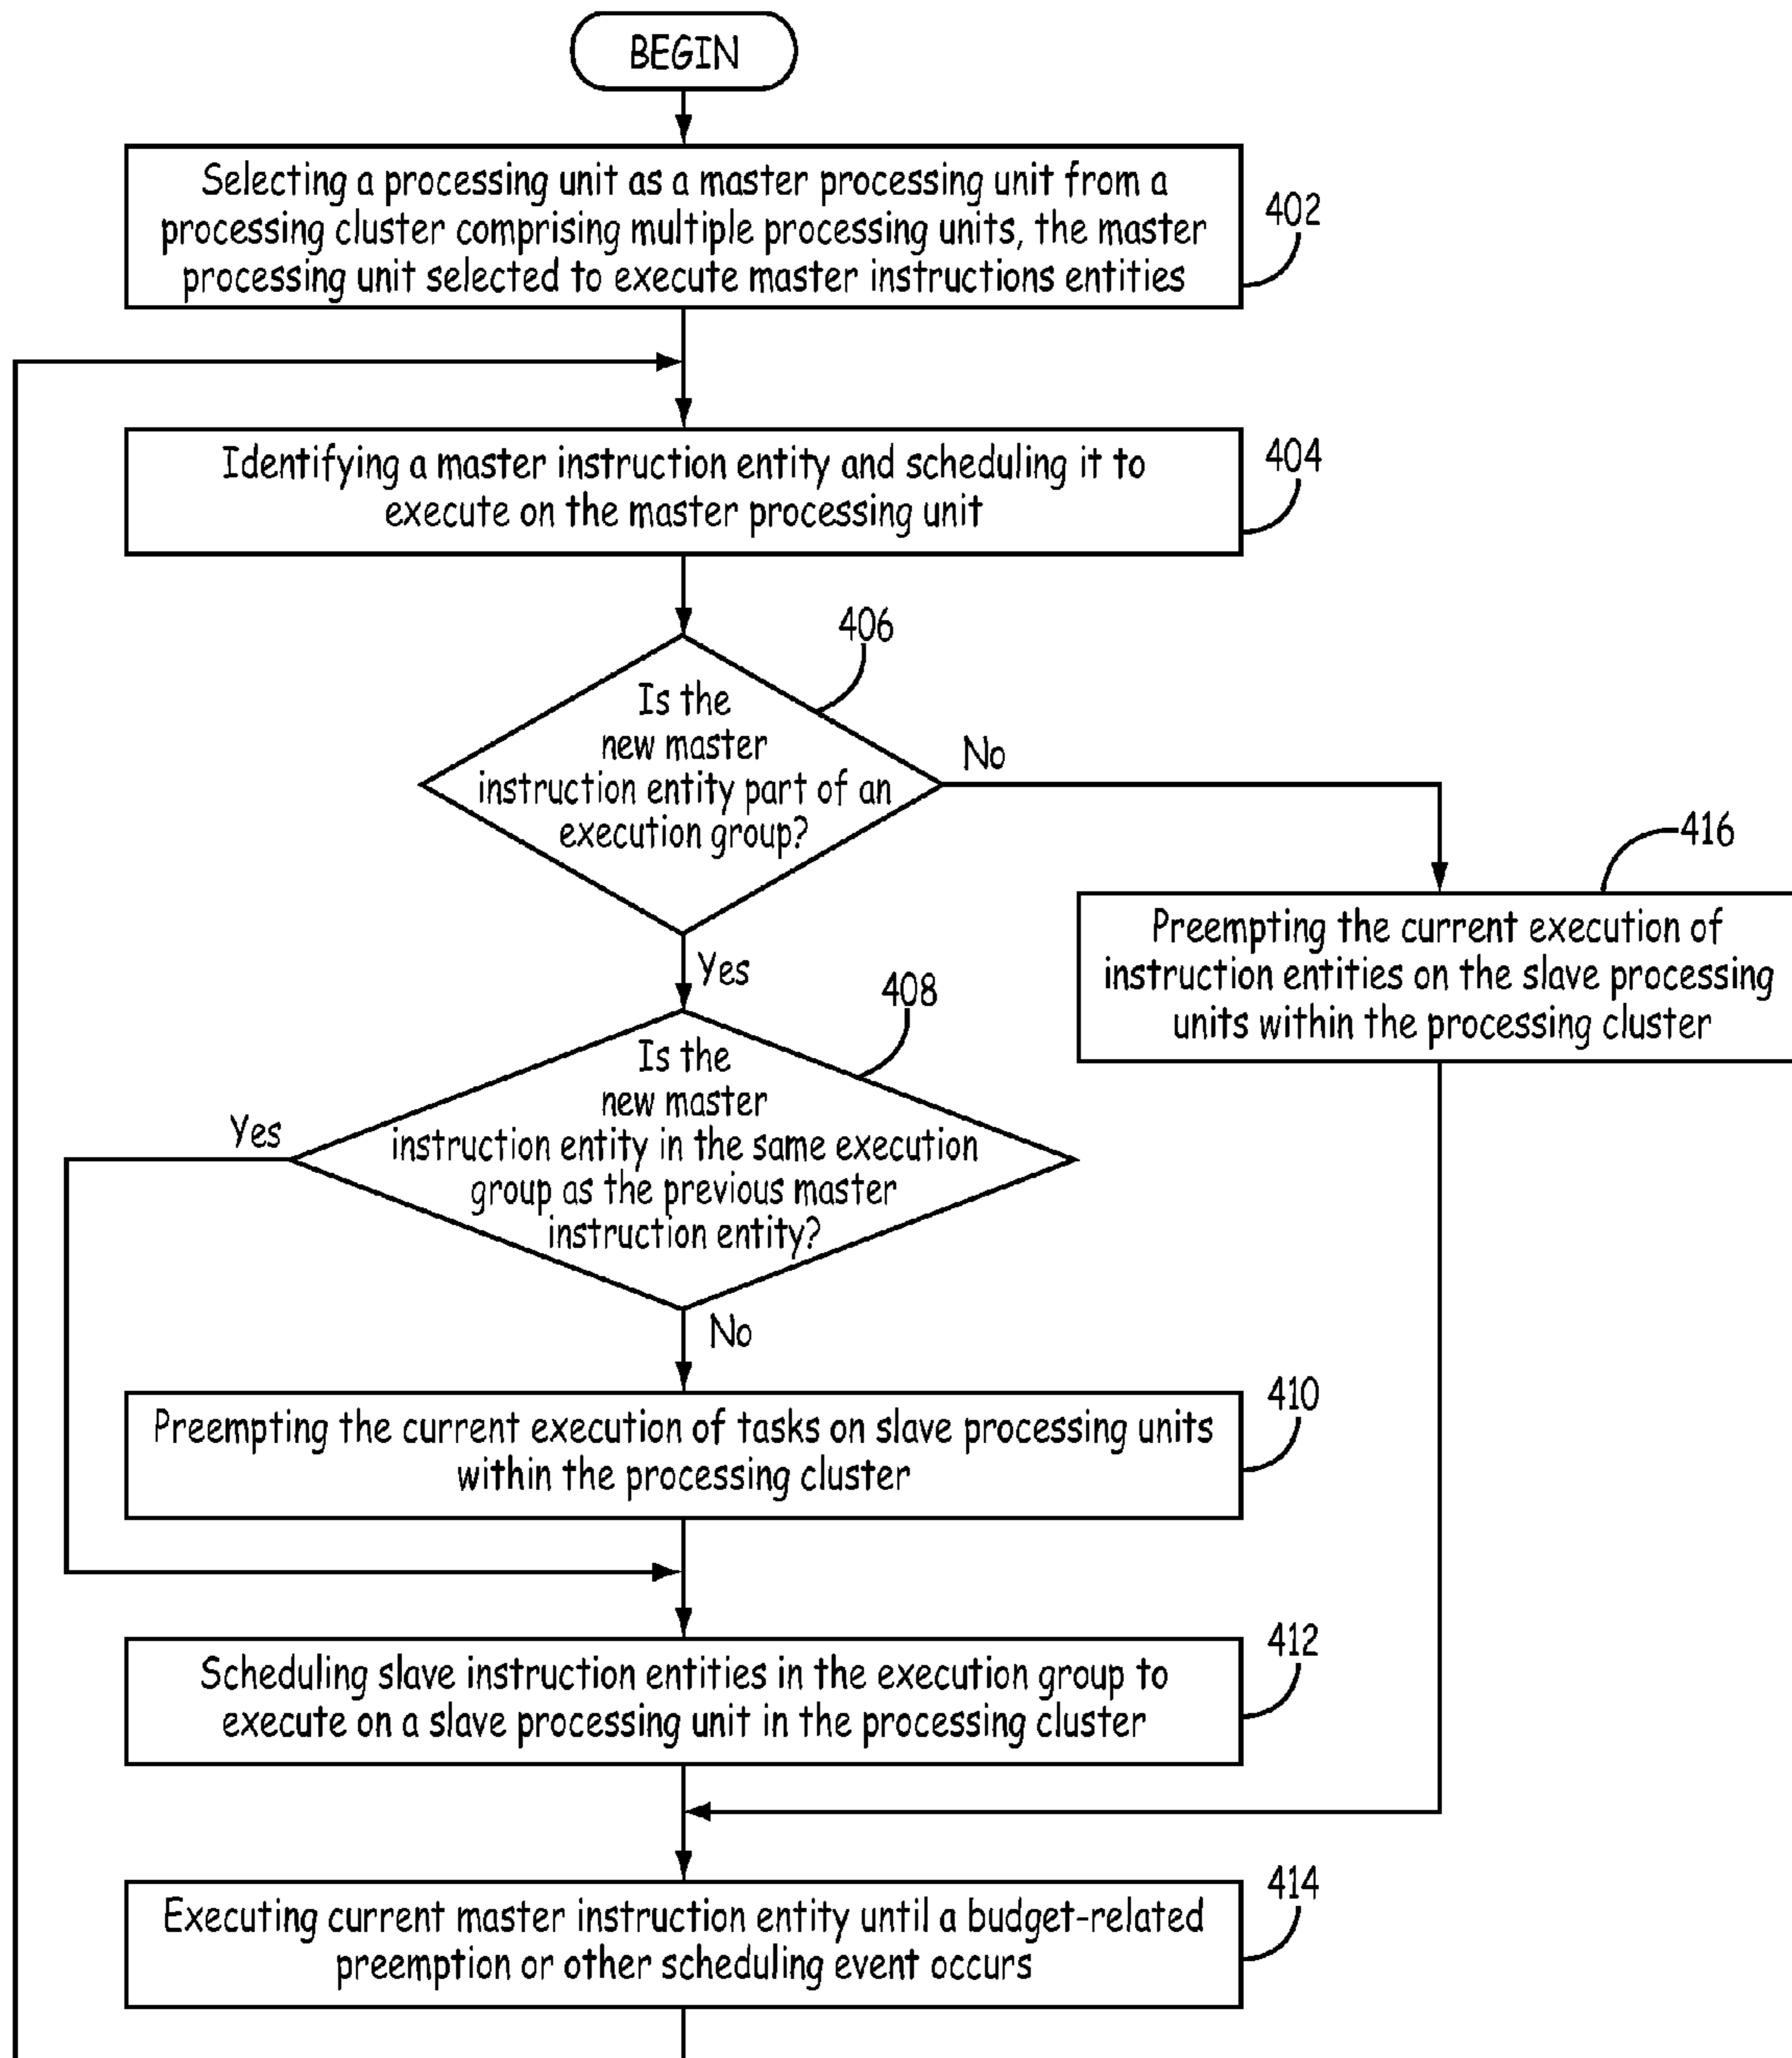 BEGIN
Selecting a processing unit as a master processing unit from a
processing cluster comprising multiple processing units, the master
processing unit selected to execute master instructions entities
402
Identifying a master instruction entity and scheduling it to
execute on the master processing unit
404
406
Is the
new master
instruction entity part of an
execution group?
No
416
Preempting the current execution of
instruction entities on the slave processing
units within the processing cluster
Yes
408
Is the
new master
instruction entity in the same execution
group as the previous master
instruction entity?
Yes
No
410
Preempting the current execution of tasks on slave processing units
within the processing cluster
412
Scheduling slave instruction entities in the execution group to
execute on a slave processing unit in the processing cluster
414
Executing current master instruction entity until a budget-related
preemption or other scheduling event occurs